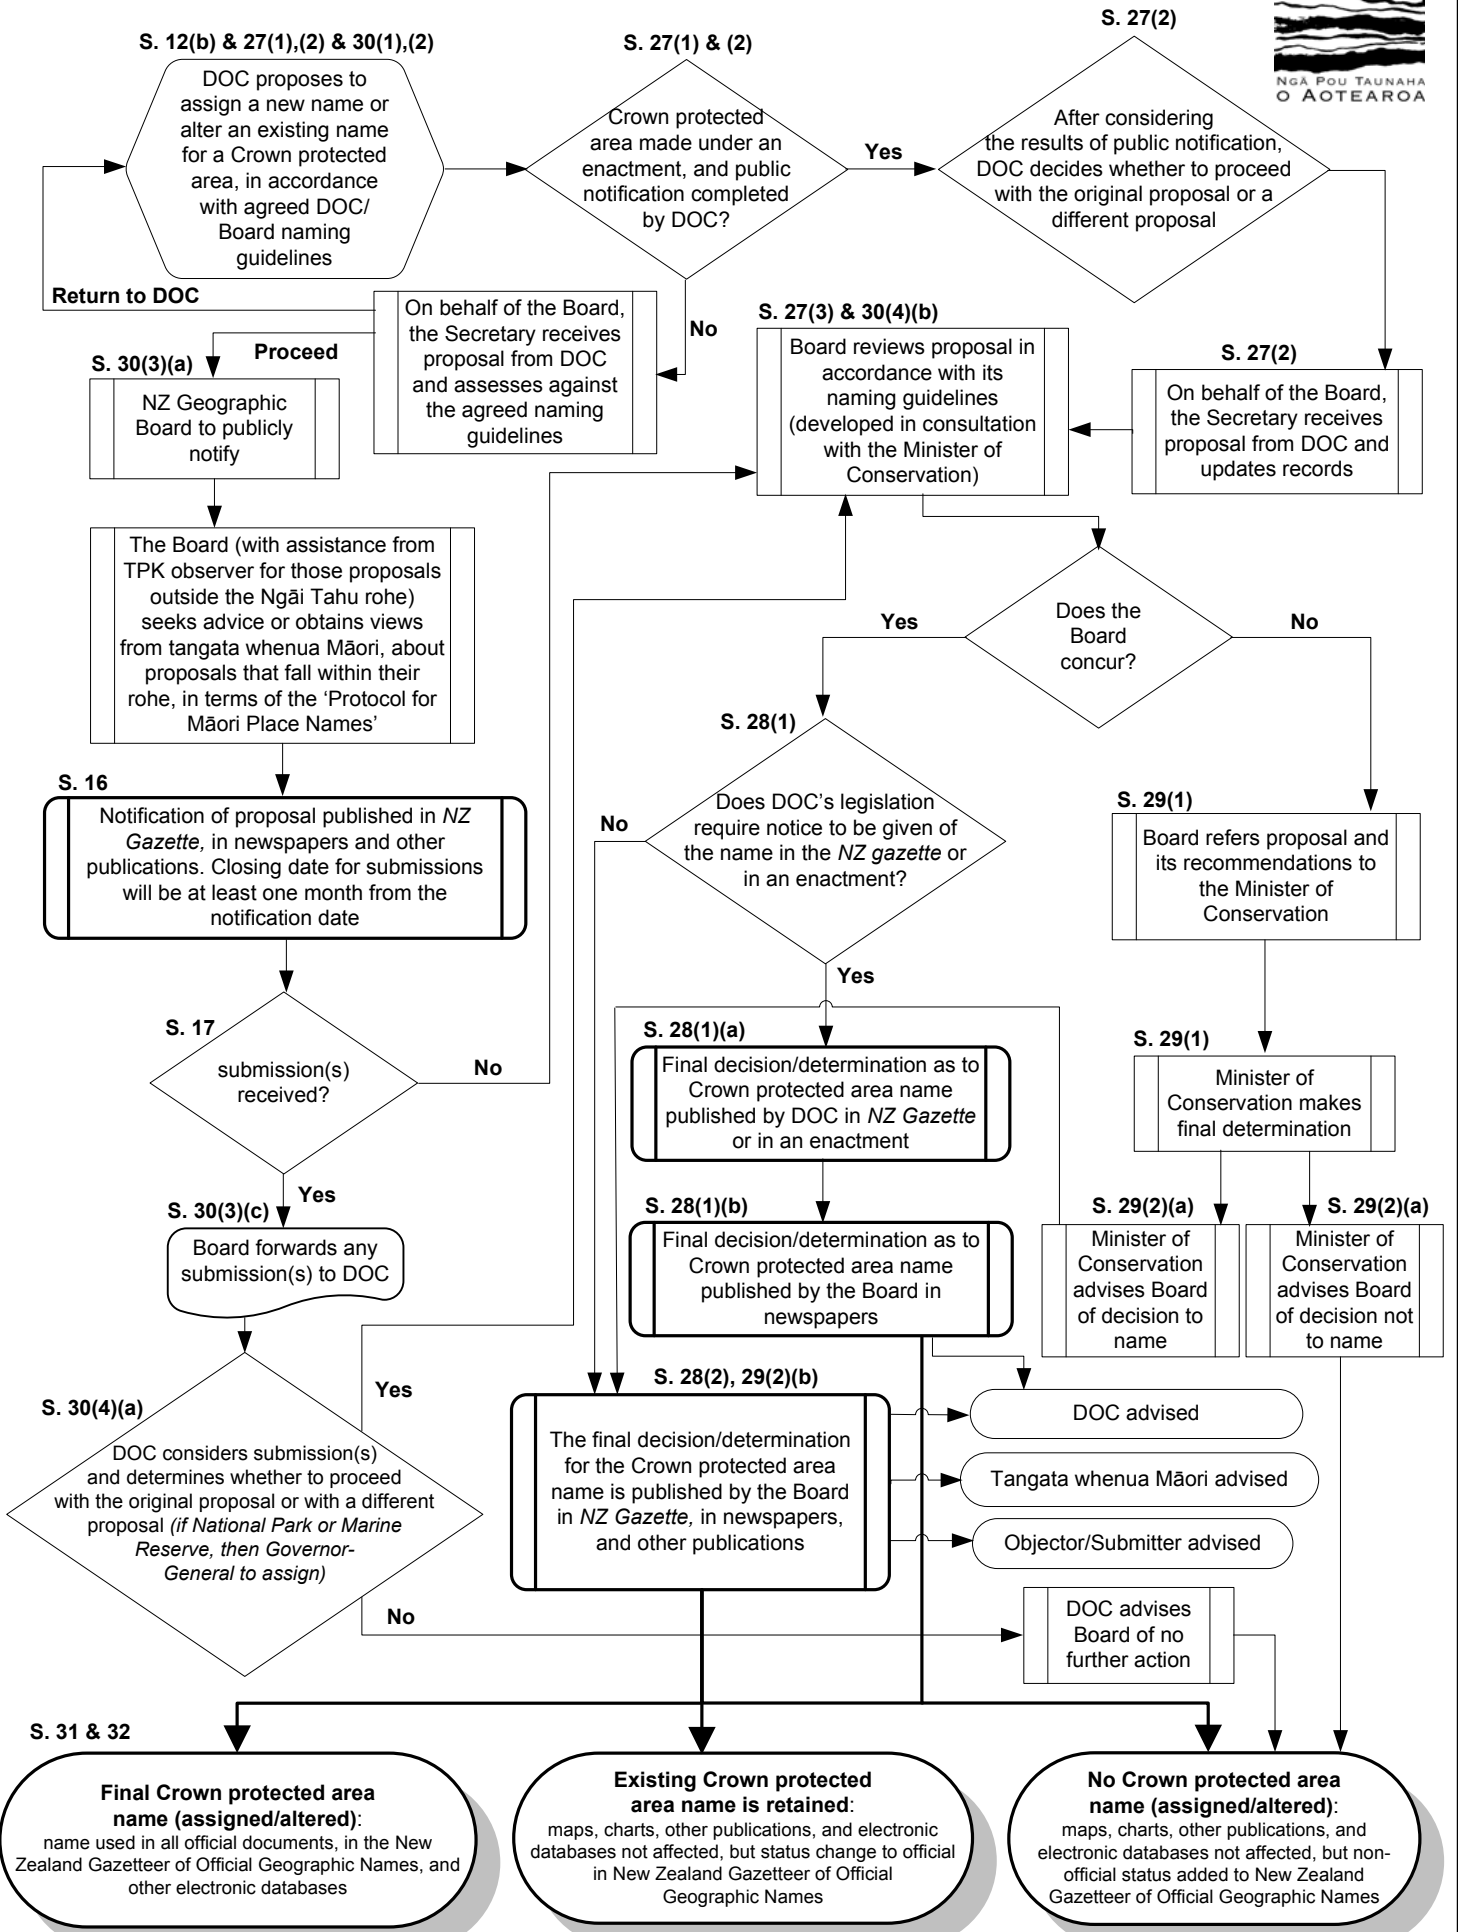 S. 12(b) & 27(1),(2) & 30(1),(2)
DOC proposes to
assign a new name or
alter an existing name
for a Crown protected
area, in accordance
with agreed DOC/
Board naming
guidelines
S. 27(1) & (2)
Crown protected
area made under an
enactment, and public
notification completed
by DOC?
Yes
S. 27(2)
After considering
the results of public notification,
DOC decides whether to proceed
with the original proposal or a
different proposal
NGĀ POU TAUNAHA
O AOTEAROA
Return to DOC
On behalf of the Board,
the Secretary receives
proposal from DOC
and assesses against
the agreed naming
guidelines
No
Proceed
S. 30(3)(a)
NZ Geographic
Board to publicly
notify
S. 27(3) & 30(4)(b)
Board reviews proposal in
accordance with its
naming guidelines
(developed in consultation
with the Minister of
Conservation)
S. 27(2)
On behalf of the Board,
the Secretary receives
proposal from DOC and
updates records
The Board (with assistance from
TPK observer for those proposals
outside the Ngāi Tahu rohe)
seeks advice or obtains views
from tangata whenua Māori, about
proposals that fall within their
rohe, in terms of the ‘Protocol for
Māori Place Names’
Does the
Board
concur?
Yes
No
S. 16
Notification of proposal published in NZ
Gazette, in newspapers and other
publications. Closing date for submissions
will be at least one month from the
notification date
S. 28(1)
Does DOC’s legislation
require notice to be given of
the name in the NZ gazette or
in an enactment?
No
Yes
S. 29(1)
Board refers proposal and
its recommendations to
the Minister of
Conservation
S. 17
submission(s)
received?
No
Yes
S. 28(1)(a)
Final decision/determination as to
Crown protected area name
published by DOC in NZ Gazette
or in an enactment
S. 29(1)
Minister of
Conservation makes
final determination
S. 30(3)(c)
Board forwards any
submission(s) to DOC
S. 28(1)(b)
Final decision/determination as to
Crown protected area name
published by the Board in
newspapers
S. 29(2)(a)
Minister of
Conservation
advises Board
of decision to
name
S. 29(2)(a)
Minister of
Conservation
advises Board
of decision not
to name
S. 30(4)(a)
Yes
DOC considers submission(s)
and determines whether to proceed
with the original proposal or with a different
proposal (if National Park or Marine
Reserve, then Governor-
General to assign)
No
S. 28(2), 29(2)(b)
The final decision/determination
for the Crown protected area
name is published by the Board
in NZ Gazette, in newspapers,
and other publications
DOC advised
Tangata whenua Māori advised
Objector/Submitter advised
DOC advises
Board of no
further action
S. 31 & 32
Final Crown protected area
name (assigned/altered):
name used in all official documents, in the New
Zealand Gazetteer of Official Geographic Names, and
other electronic databases
Existing Crown protected
area name is retained:
maps, charts, other publications, and electronic
databases not affected, but status change to official
in New Zealand Gazetteer of Official
Geographic Names
No Crown protected area
name (assigned/altered):
maps, charts, other publications, and
electronic databases not affected, but non-
official status added to New Zealand
Gazetteer of Official Geographic Names